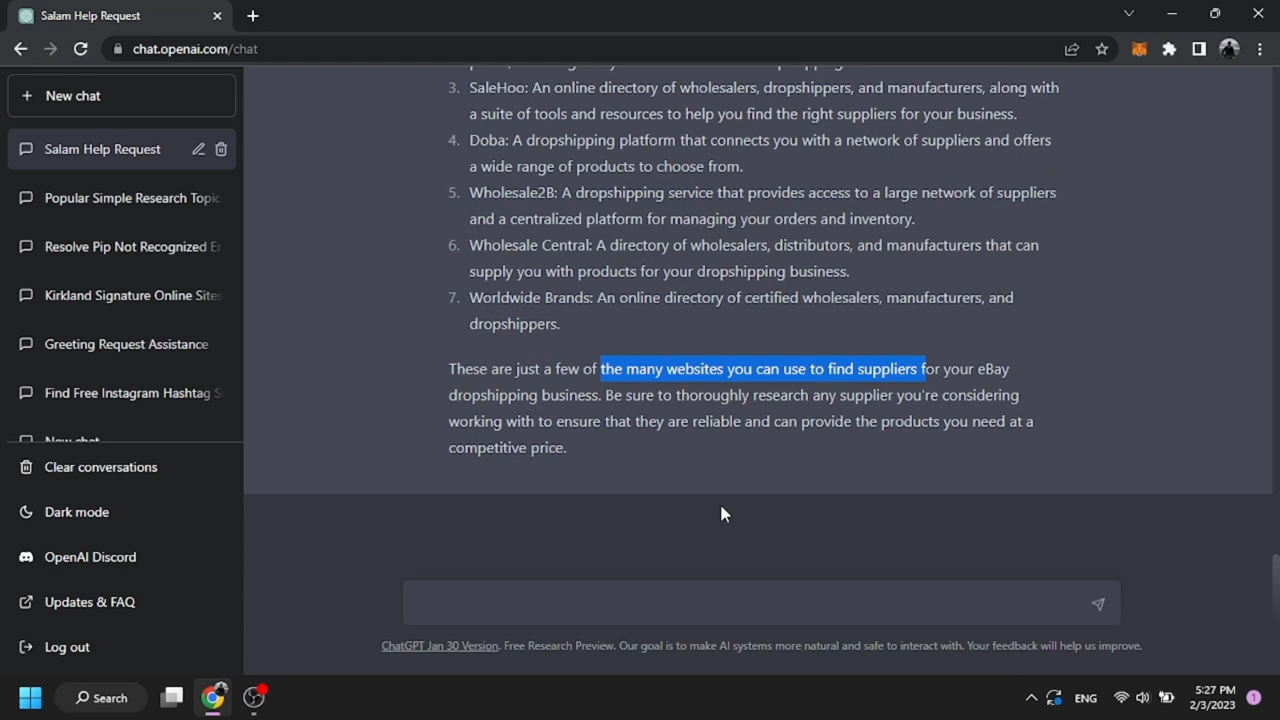 Salam Help Request
chat.openai.com/chat
New chat
Salam Help Request
Popular Simple Research Topic
Resolve Pip Not Recognized Er
Kirkland Signature Online Sites
Greeting Request Assistance
Find Free Instagram Hashtag S
New chat
Clear conversations
Dark mode
OpenAI Discord
Updates & FAQ
Log out
3. SaleHoo: An online directory of wholesalers, dropshippers, and manufacturers, along with
a suite of tools and resources to help you find the right suppliers for your business.
4. Doba: A dropshipping platform that connects you with a network of suppliers and offers
a wide range of products to choose from.
5. Wholesale2B: A dropshipping service that provides access to a large network of suppliers
and a centralized platform for managing your orders and inventory.
6. Wholesale Central: A directory of wholesalers, distributors, and manufacturers that can
supply you with products for your dropshipping business.
7. Worldwide Brands: An online directory of certified wholesalers, manufacturers, and
dropshippers.
These are just a few of the many websites you can use to find suppliers for your eBay
dropshipping business. Be sure to thoroughly research any supplier you're considering
working with to ensure that they are reliable and can provide the products you need at a
competitive price.
ChatGPT Jan 30 Version. Free Research Preview. Our goal is to make AI systems more natural and safe to interact with. Your feedback will help us improve.
Search
ENG
5:27 PM
2/3/2023
1